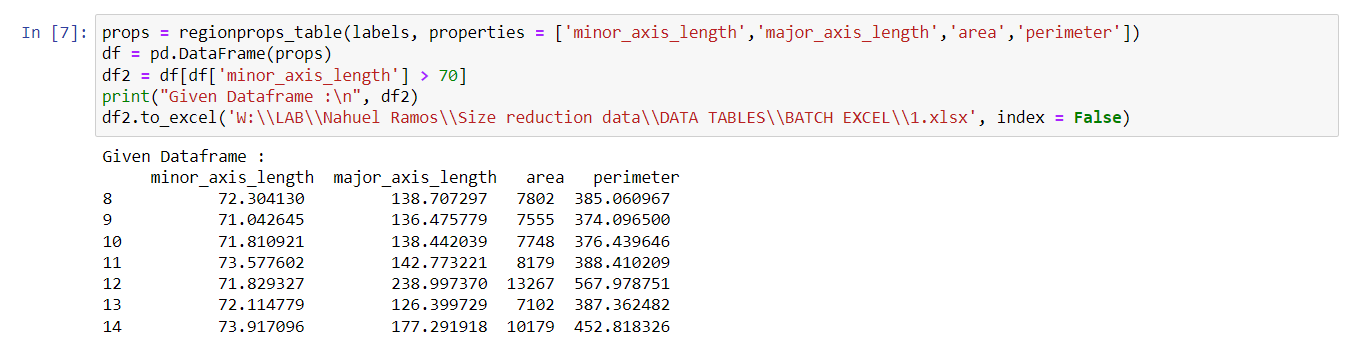 In [7]: props = regionprops_table(labels, properties = ['minor_axis_length','major_axis_length','area','perimeter'])
df = pd.DataFrame(props)
df2 = df[df['minor_axis_length'] > 70]
print("Given Dataframe :\n", df2)
df2.to_excel('W:\\LAB\\Nahuel Ramos\\Size reduction data\\DATA TABLES\\BATCH EXCEL\\1.xlsx', index = False)
Given Dataframe :
minor_axis_length major_axis_length area perimeter
8 72.304130 138.707297 7802 385.060967
9 71.042645 136.475779 7555 374.096500
10 71.810921 138.442039 7748 376.439646
11 73.577602 142.773221 8179 388.410209
12 71.829327 238.997370 13267 567.978751
13 72.114779 126.399729 7102 387.362482
14 73.917096 177.291918 10179 452.818326